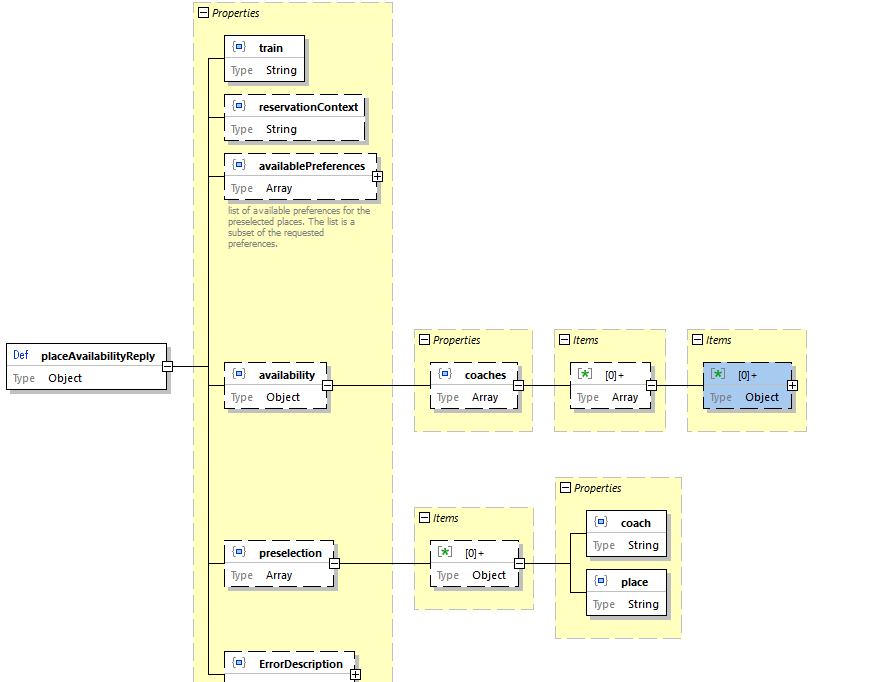 Properties
train
Type String
reservationContext
Type String
availablePreferences
Type Array
list of available preferences for the
preselected places. The list is a
subset of the requested
preferences.
Def placeAvailabilityReply
Type Object
availability
Type Object
Properties
coaches
Type Array
Items
[0]+
Type Array
Items
[0]+
Type Object
preselection
Type Array
Items
[0]+
Type Object
Properties
coach
Type String
place
Type String
ErrorDescription